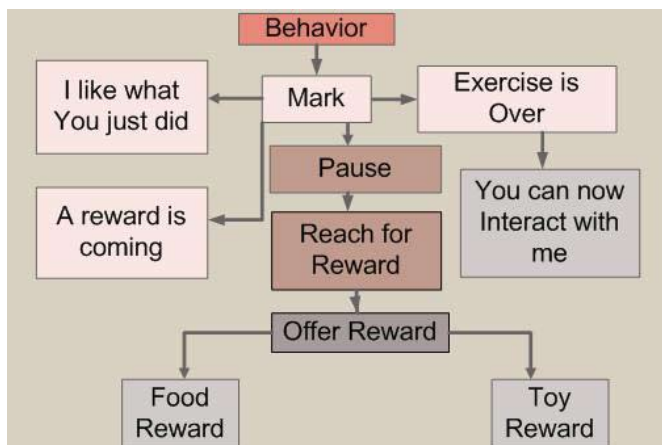 Behavior
I like what
You just did
Mark
Exercise is
Over
Pause
You can now
Interact with
me
A reward is
coming
Reach for
Reward
Offer Reward
Food
Reward
Toy
Reward